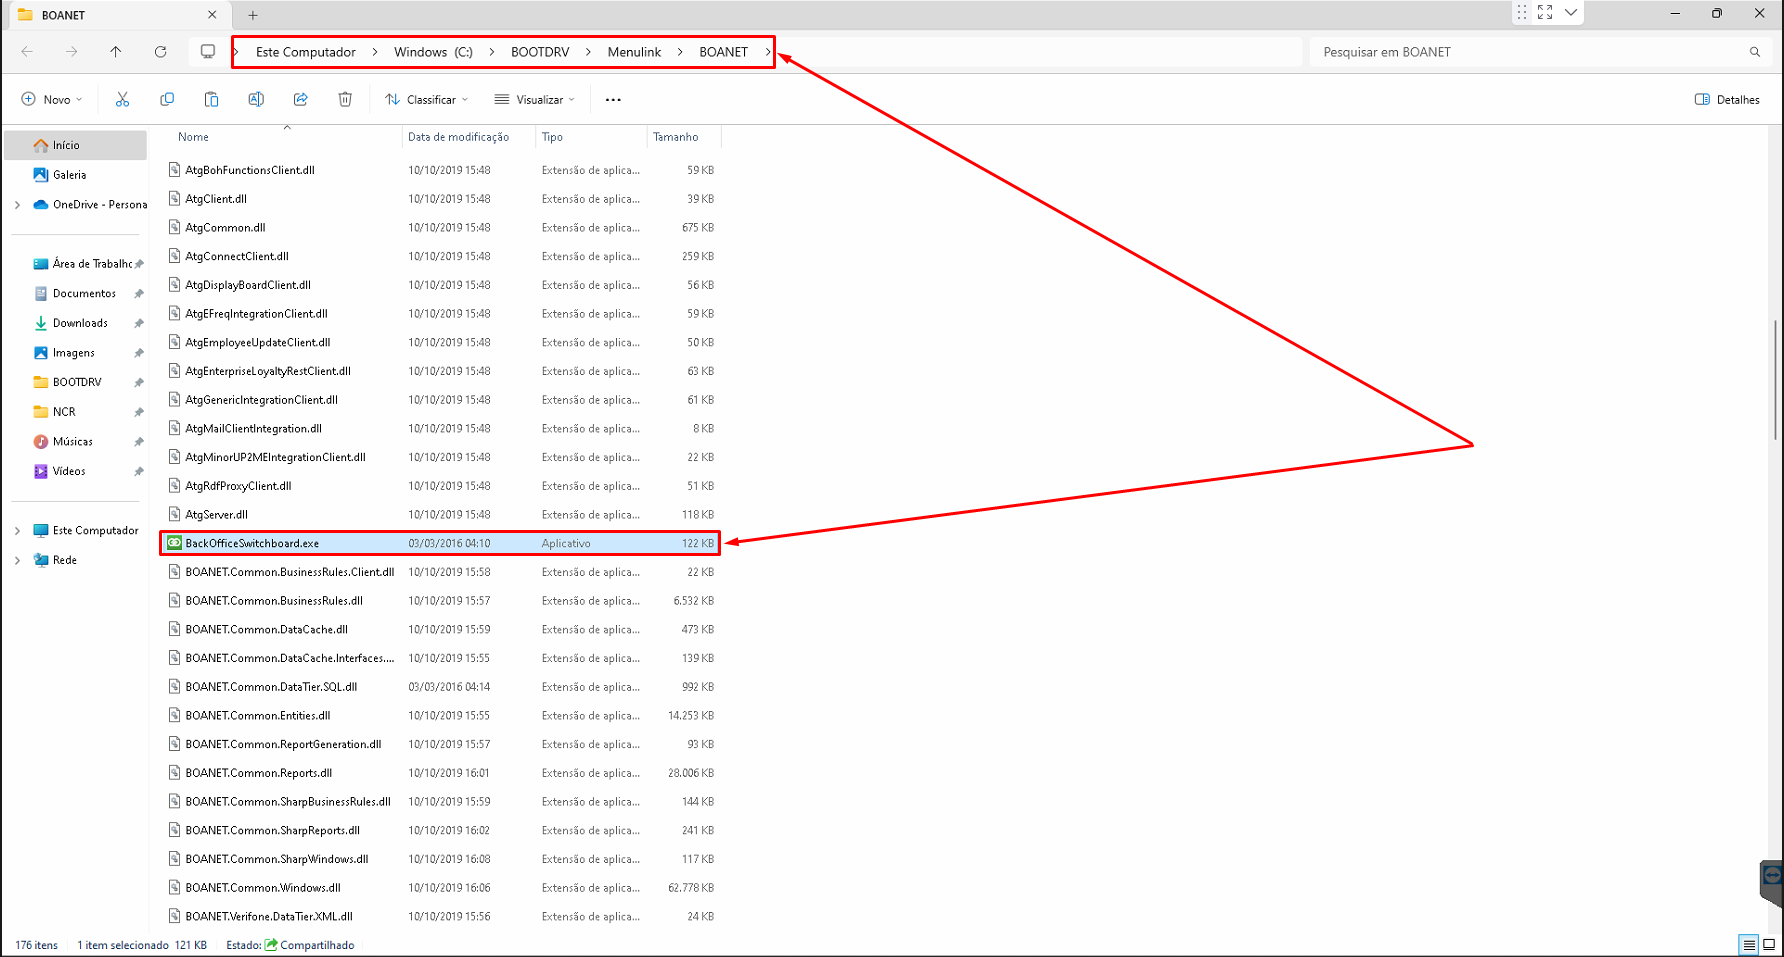 BOANET
Este Computador > Windows (C:) > BOOTDRV > Menulink > BOANET >
Pesquisar em BOANET
Novo
Classificar
Visualizar
Detalhes
Início
Galeria
OneDrive - Persona
Área de Trabalho
Documentos
Downloads
Imagens
BOOTDRV
NCR
Músicas
Vídeos
Este Computador
Rede
Nome Data de modificação Tipo Tamanho
AtgBohFunctionsClient.dll 10/10/2019 15:48 Extensão de aplica... 59 KB
AtgClient.dll 10/10/2019 15:48 Extensão de aplica... 39 KB
AtgCommon.dll 10/10/2019 15:48 Extensão de aplica... 675 KB
AtgConnectClient.dll 10/10/2019 15:48 Extensão de aplica... 259 KB
AtgDisplayBoardClient.dll 10/10/2019 15:48 Extensão de aplica... 56 KB
AtgEFreqIntegrationClient.dll 10/10/2019 15:48 Extensão de aplica... 59 KB
AtgEmployeeUpdateClient.dll 10/10/2019 15:48 Extensão de aplica... 50 KB
AtgEnterpriseLoyaltyRestClient.dll 10/10/2019 15:48 Extensão de aplica... 63 KB
AtgGenericIntegrationClient.dll 10/10/2019 15:48 Extensão de aplica... 61 KB
AtgMailClientIntegration.dll 10/10/2019 15:48 Extensão de aplica... 8 KB
AtgMinorUP2MEIntegrationClient.dll 10/10/2019 15:48 Extensão de aplica... 22 KB
AtgRdfProxyClient.dll 10/10/2019 15:48 Extensão de aplica... 51 KB
AtgServer.dll 10/10/2019 15:48 Extensão de aplica... 118 KB
BackOfficeSwitchboard.exe 03/03/2016 04:10 Aplicativo 122 KB
BOANET.Common.BusinessRules.Client.dll 10/10/2019 15:58 Extensão de aplica... 22 KB
BOANET.Common.BusinessRules.dll 10/10/2019 15:57 Extensão de aplica... 6.532 KB
BOANET.Common.DataCache.dll 10/10/2019 15:59 Extensão de aplica... 473 KB
BOANET.Common.DataCache.Interfaces.... 10/10/2019 15:55 Extensão de aplica... 139 KB
BOANET.Common.DataTier.SQL.dll 03/03/2016 04:14 Extensão de aplica... 992 KB
BOANET.Common.Entities.dll 10/10/2019 15:55 Extensão de aplica... 14.253 KB
BOANET.Common.ReportGeneration.dll 10/10/2019 15:57 Extensão de aplica... 93 KB
BOANET.Common.Reports.dll 10/10/2019 16:01 Extensão de aplica... 28.006 KB
BOANET.Common.SharpBusinessRules.dll 10/10/2019 15:59 Extensão de aplica... 144 KB
BOANET.Common.SharpReports.dll 10/10/2019 16:02 Extensão de aplica... 241 KB
BOANET.Common.SharpWindows.dll 10/10/2019 16:08 Extensão de aplica... 117 KB
BOANET.Common.Windows.dll 10/10/2019 16:06 Extensão de aplica... 62.778 KB
BOANET.Verifone.DataTier.XML.dll 10/10/2019 15:56 Extensão de aplica... 24 KB
176 itens 1 item selecionado 121 KB Estado: Compartilhado